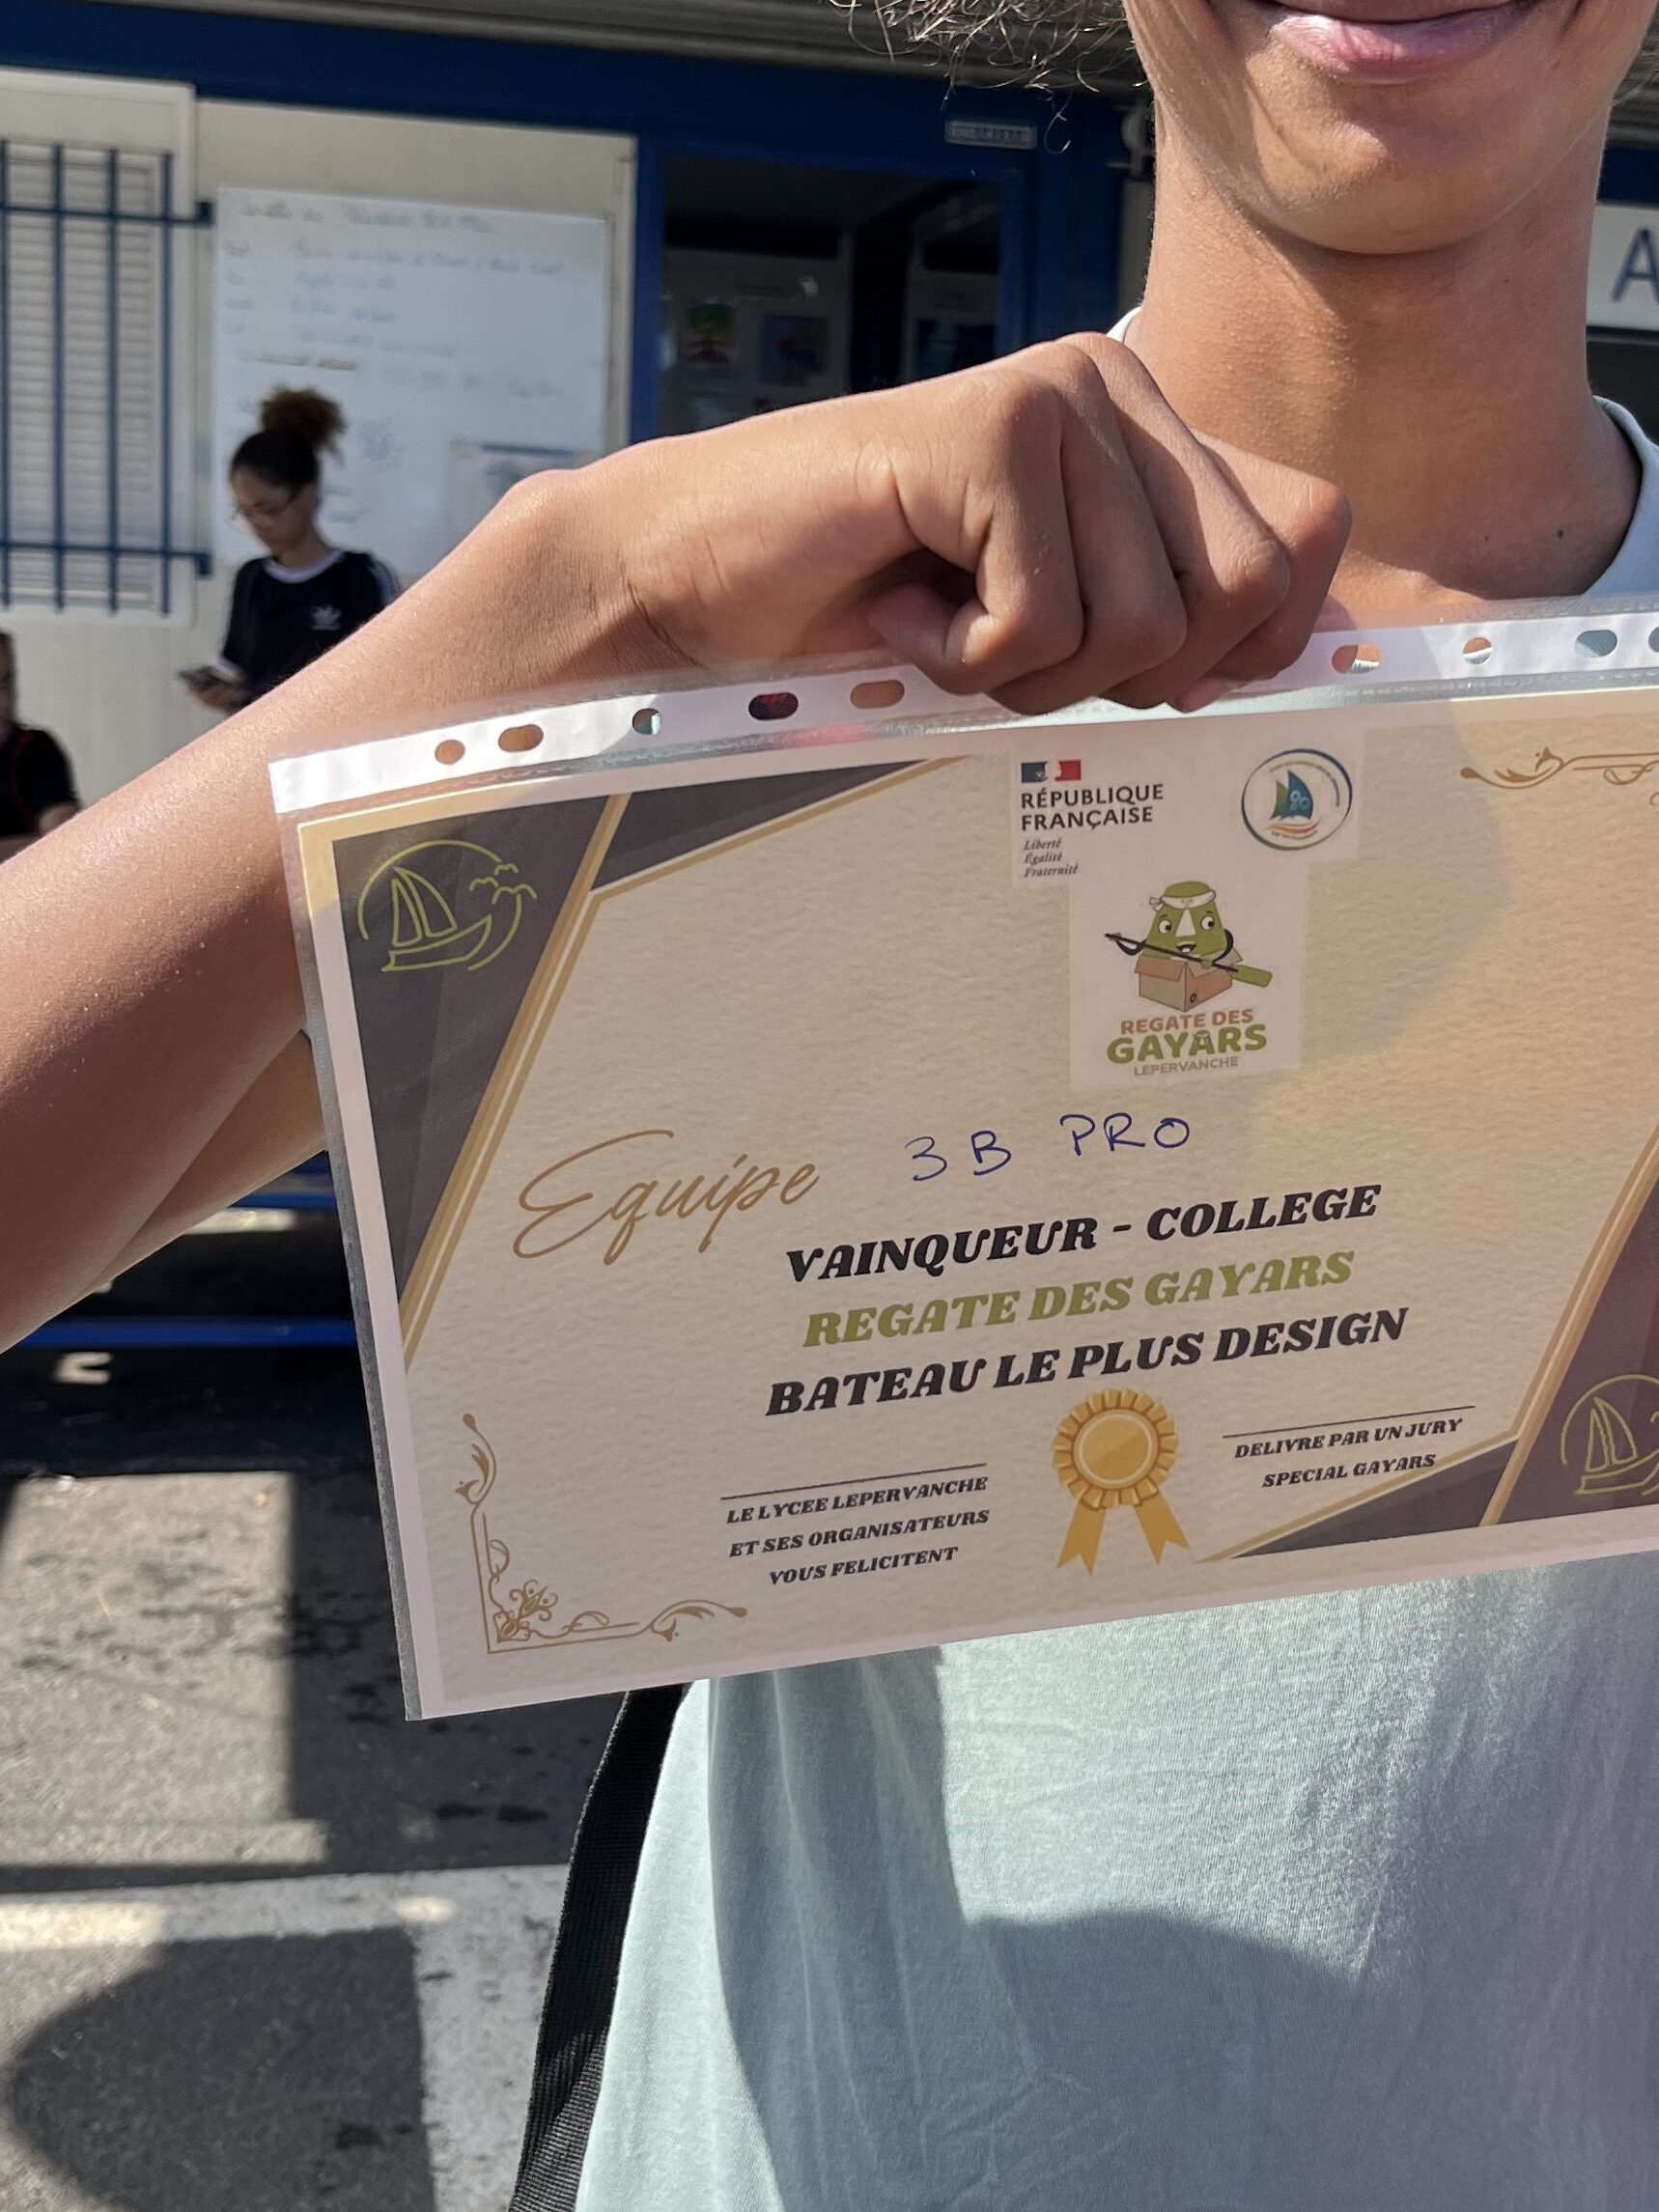 RÉPUBLIQUE
FRANÇAISE
Liberté
Égalité
Fraternité
REGATE DES
GAYARS
LEPERVANCHE
Equipe 3B PRO
VAINQUEUR - COLLEGE
REGATE DES GAYARS
BATEAU LE PLUS DESIGN
LE LYCEE LEPERVANCHE
ET SES ORGANISATEURS
VOUS FELICITENT
DELIVRE PAR UN JURY
SPECIAL GAYARS
A